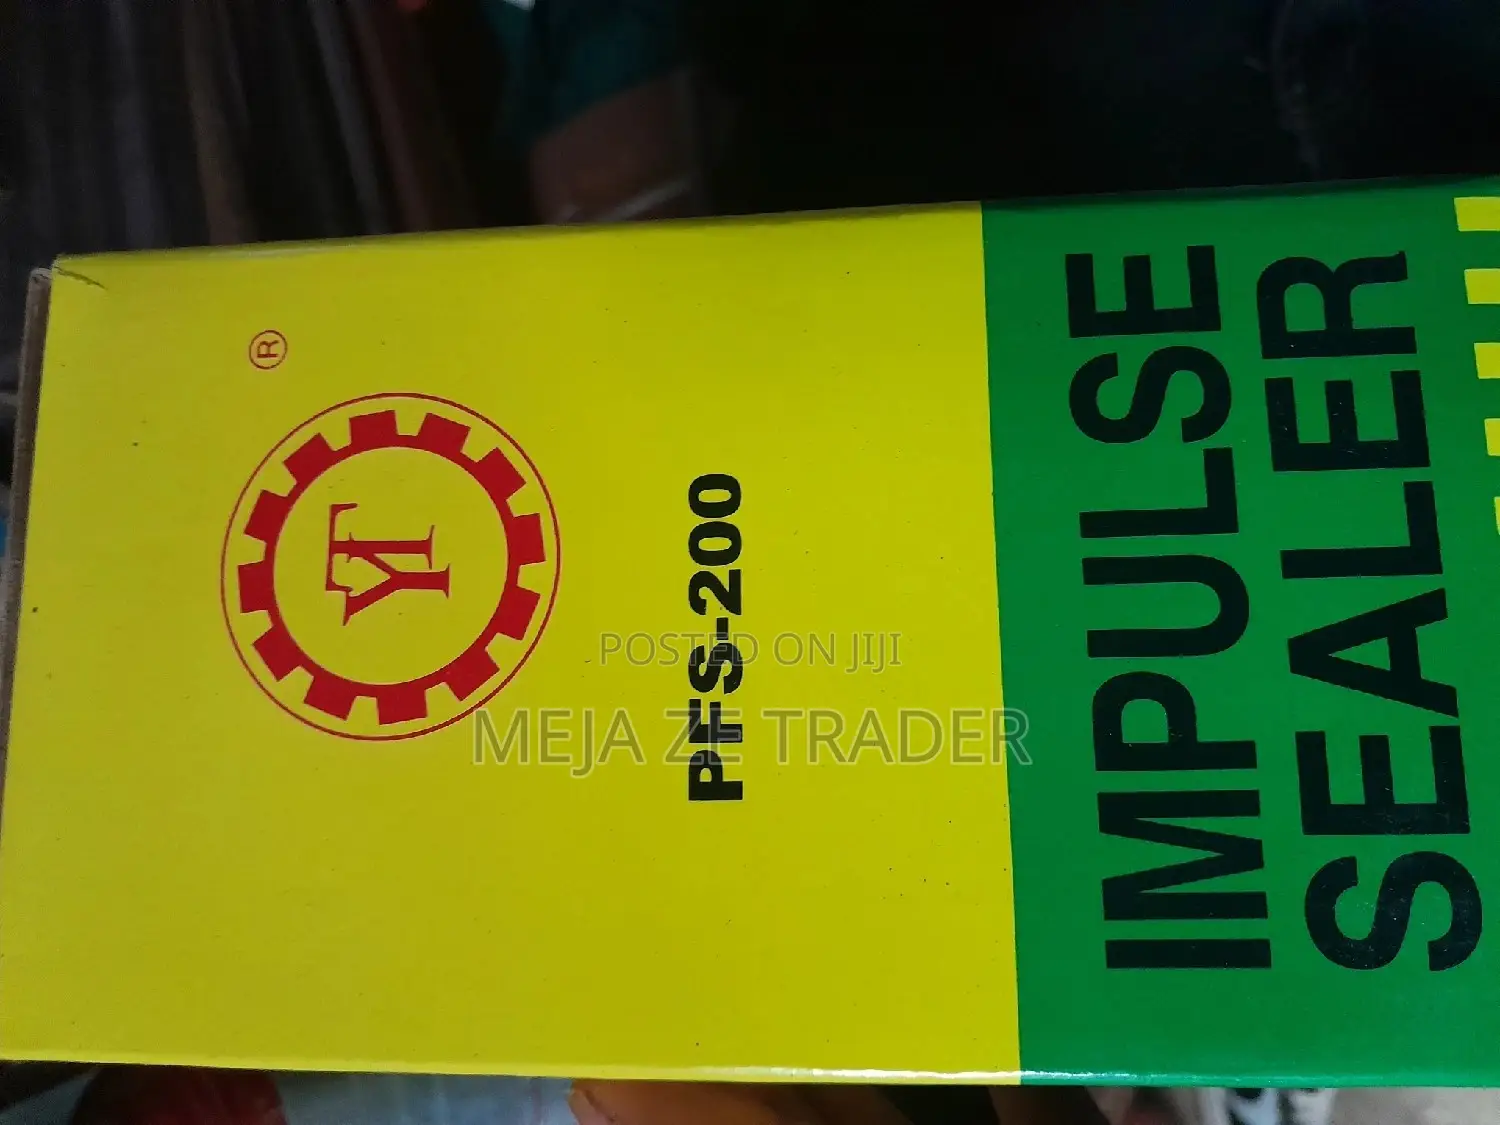 ®
YT
PFS-200
IMPULSE
SEALER
POSTED ON JIJI
MEJA ZE TRADER